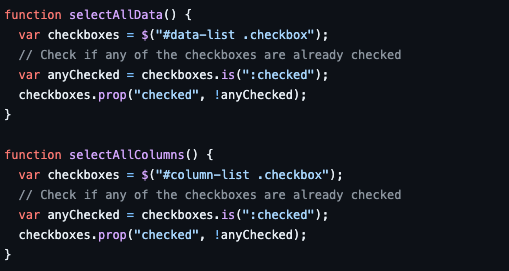 function selectAllData() {
  var checkboxes = $("#data-list .checkbox");
  // Check if any of the checkboxes are already checked
  var anyChecked = checkboxes.is(":checked");
  checkboxes.prop("checked", !anyChecked);
}

function selectAllColumns() {
  var checkboxes = $("#column-list .checkbox");
  // Check if any of the checkboxes are already checked
  var anyChecked = checkboxes.is(":checked");
  checkboxes.prop("checked", !anyChecked);
}